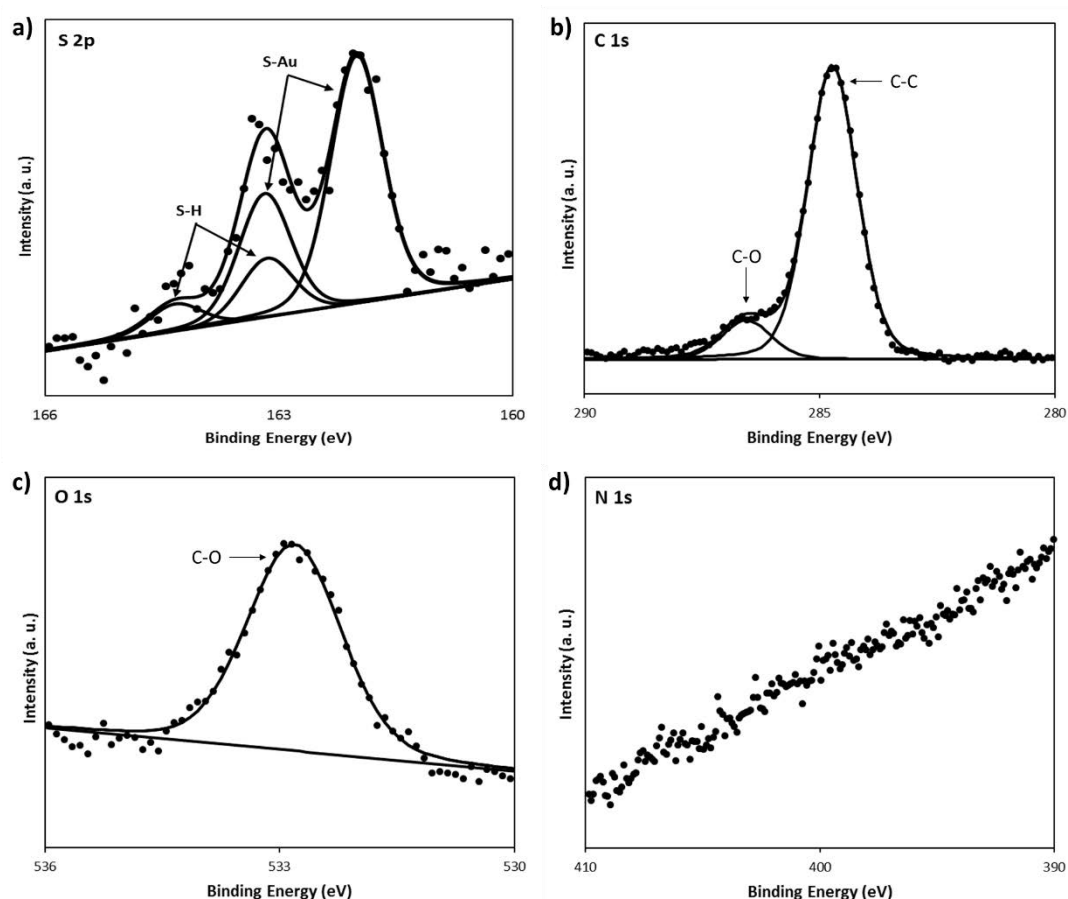 a)
S 2p
S-Au
S-H
Intensity (a. u.)
166
163
160
Binding Energy (eV)
b)
C 1s
C-C
C-O
Intensity (a. u.)
290
285
280
Binding Energy (eV)
c)
O 1s
C-O
Intensity (a. u.)
536
533
530
Binding Energy (eV)
d)
N 1s
Intensity (a. u.)
410
400
390
Binding Energy (eV)